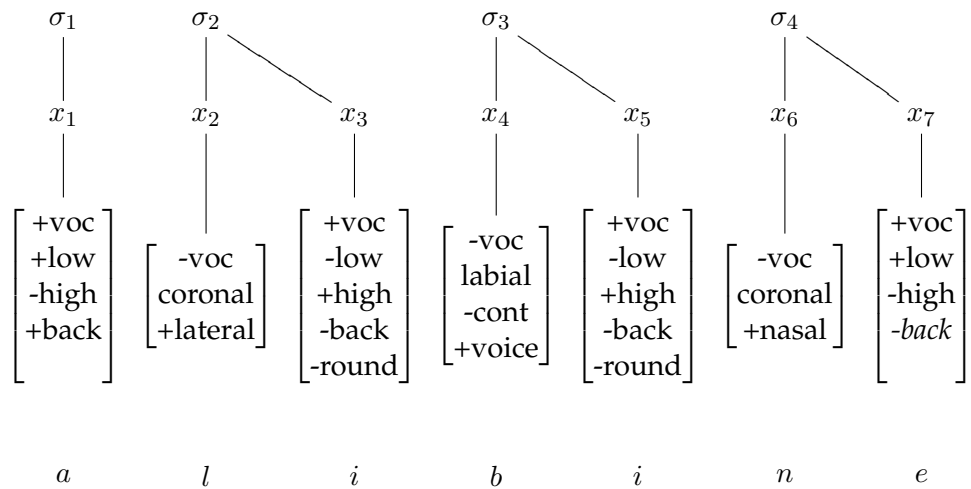 σ₁ σ₂ σ₃ σ₄
x₁ x₂ x₃ x₄ x₅ x₆ x₇
+voc +low -high +back
-voc coronal +lateral
+voc -low +high -back -round
-voc labial -cont +voice
+voc -low +high -back -round
-voc coronal +nasal
+voc +low -high -back
a l i b i n e